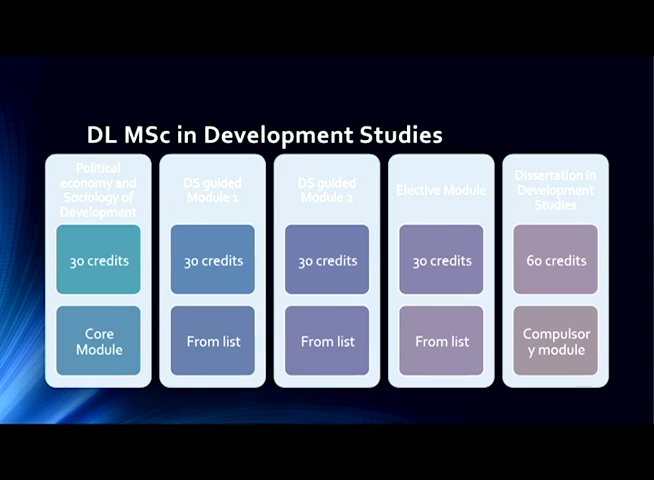 DL MSc in Development Studies
Political
economy and
Sociology of
Development
30 credits
Core
Module
DS guided
Module 1
30 credits
From list
DS guided
Module 2
30 credits
From list
Elective Module
30 credits
From list
Dissertation in
Development
Studies
60 credits
Compulsor
y module